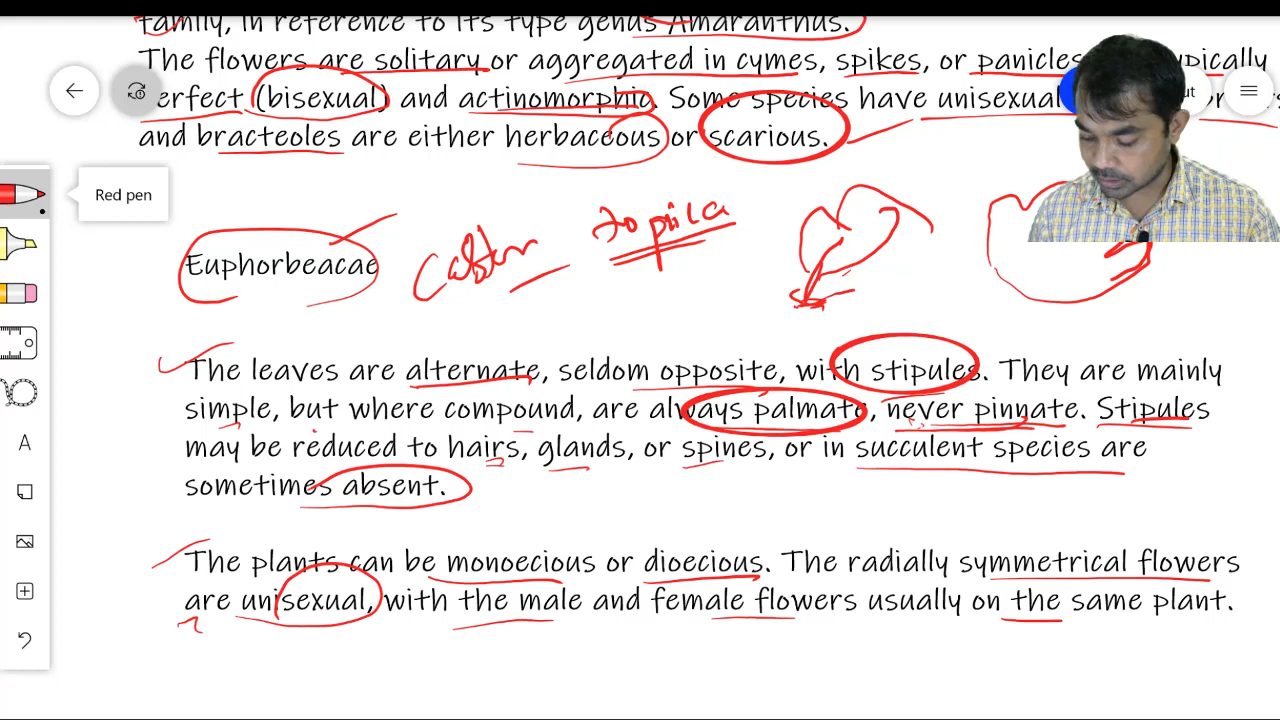 family, in reference to its type genus Amaranthus.
The flowers are solitary or aggregated in cymes, spikes, or panicles
erfect (bisexual) and actinomorphic. Some species have unisexual
and bracteoles are either herbaceous or scarious.
Red pen
Euphorbeacae
Castor
topiica
The leaves are alternate, seldom opposite, with stipules. They are mainly
simple, but where compound, are always palmate, never pinnate. Stipules
may be reduced to hairs, glands, or spines, or in succulent species are
sometimes absent.
The plants can be monoecious or dioecious. The radially symmetrical flowers
are unisexual, with the male and female flowers usually on the same plant.